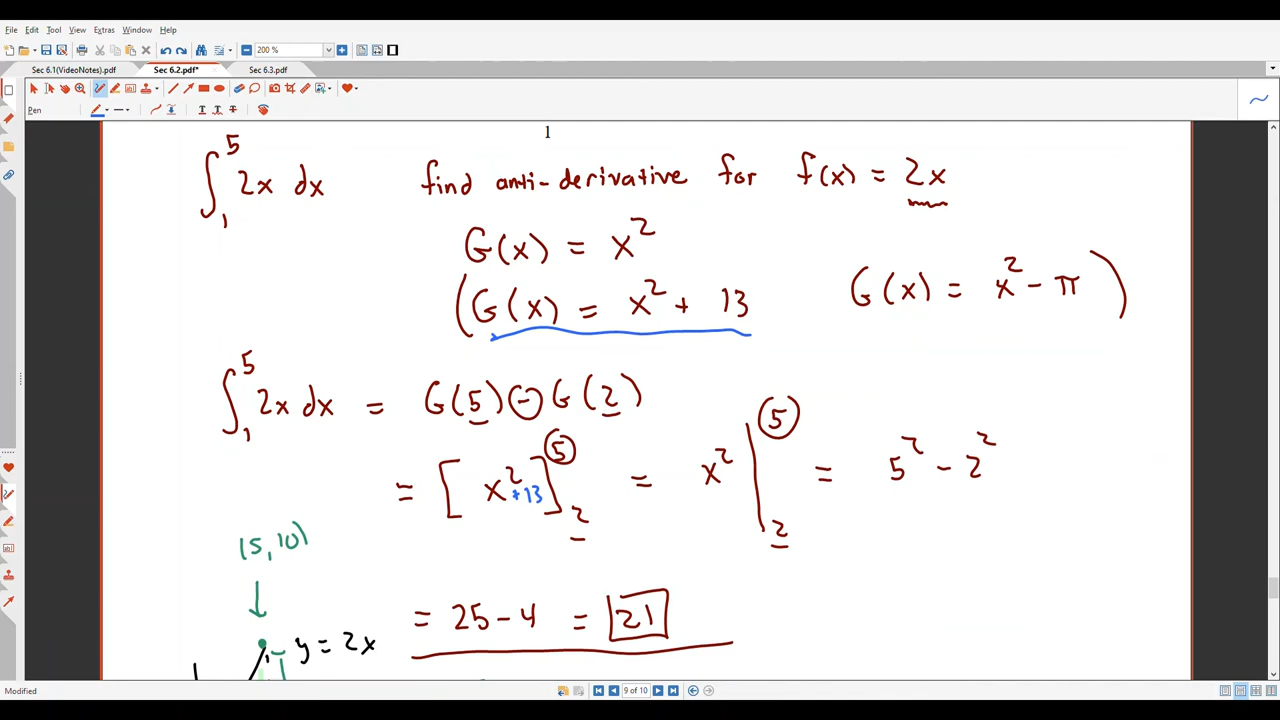 File Edit Tool View Extras Window Help
200 %
Sec 6.1(VideoNotes).pdf Sec 6.2.pdf* Sec 6.3.pdf
Pen
1
∫₁⁵ 2x dx find anti-derivative for f(x) = 2x
G(x) = x²
(G(x) = x² + 13 G(x) = x² - π)
∫₁⁵ 2x dx = G(5) - G(2)
= [x² +13]₂⁵ = x² |₂⁵ = 5² - 2²
(5, 10)
= 25 - 4 = 21
y = 2x
Modified
9 of 10